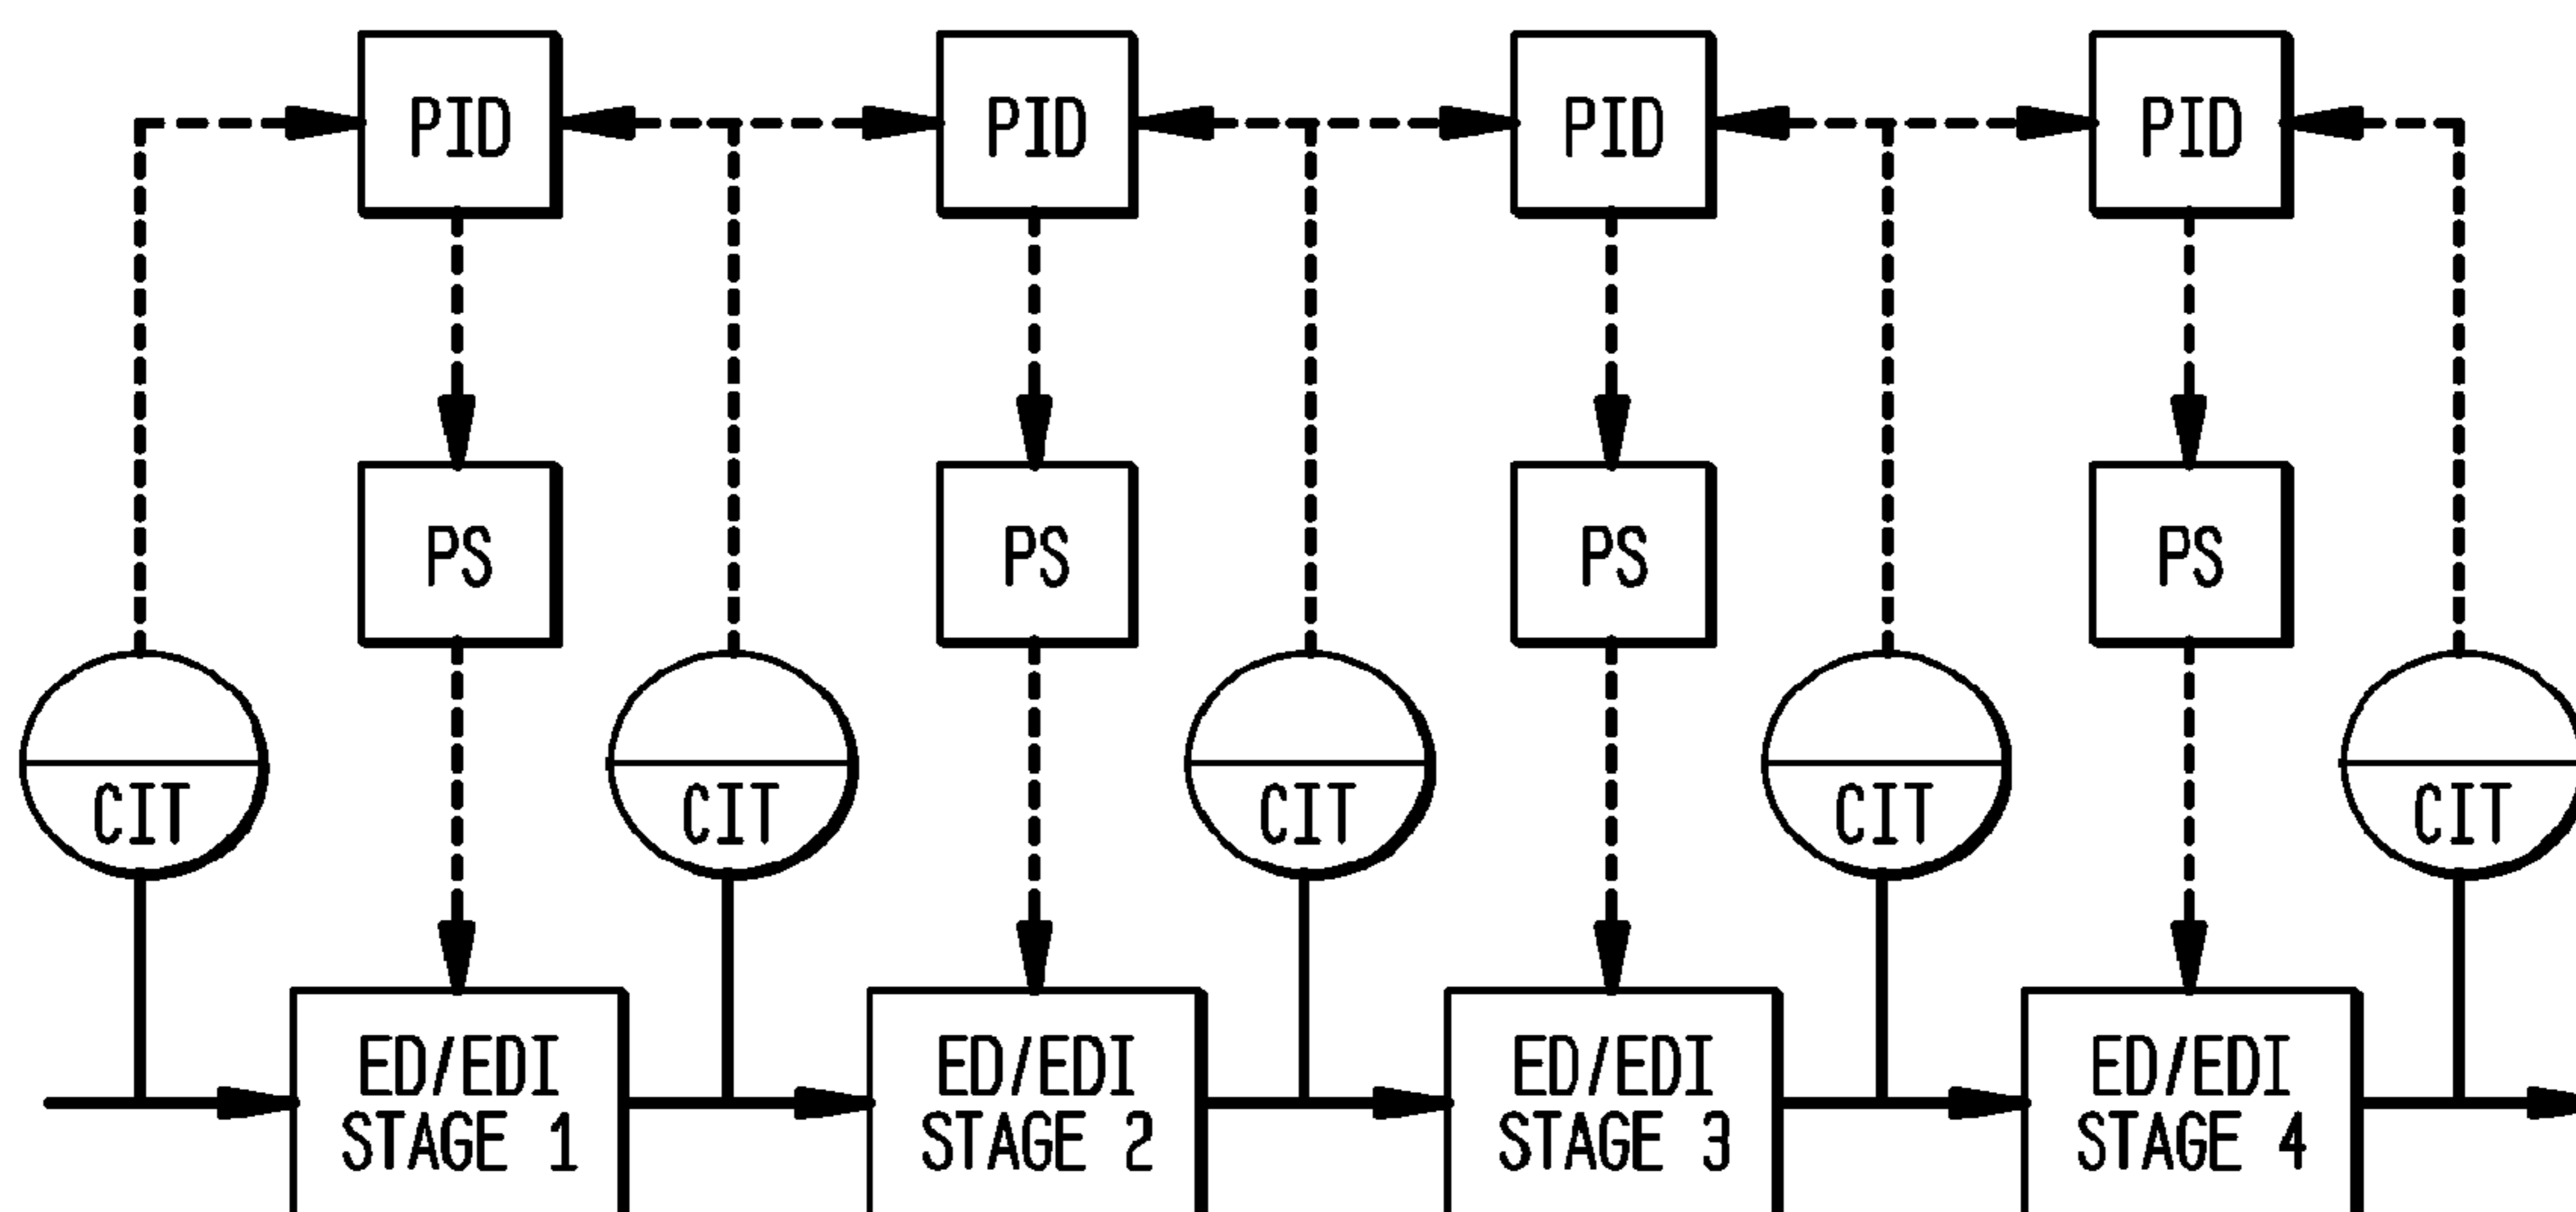 PID
PID
PID
PID
PS
PS
PS
PS
CIT
CIT
CIT
CIT
CIT
ED/EDI
STAGE 1
ED/EDI
STAGE 2
ED/EDI
STAGE 3
ED/EDI
STAGE 4